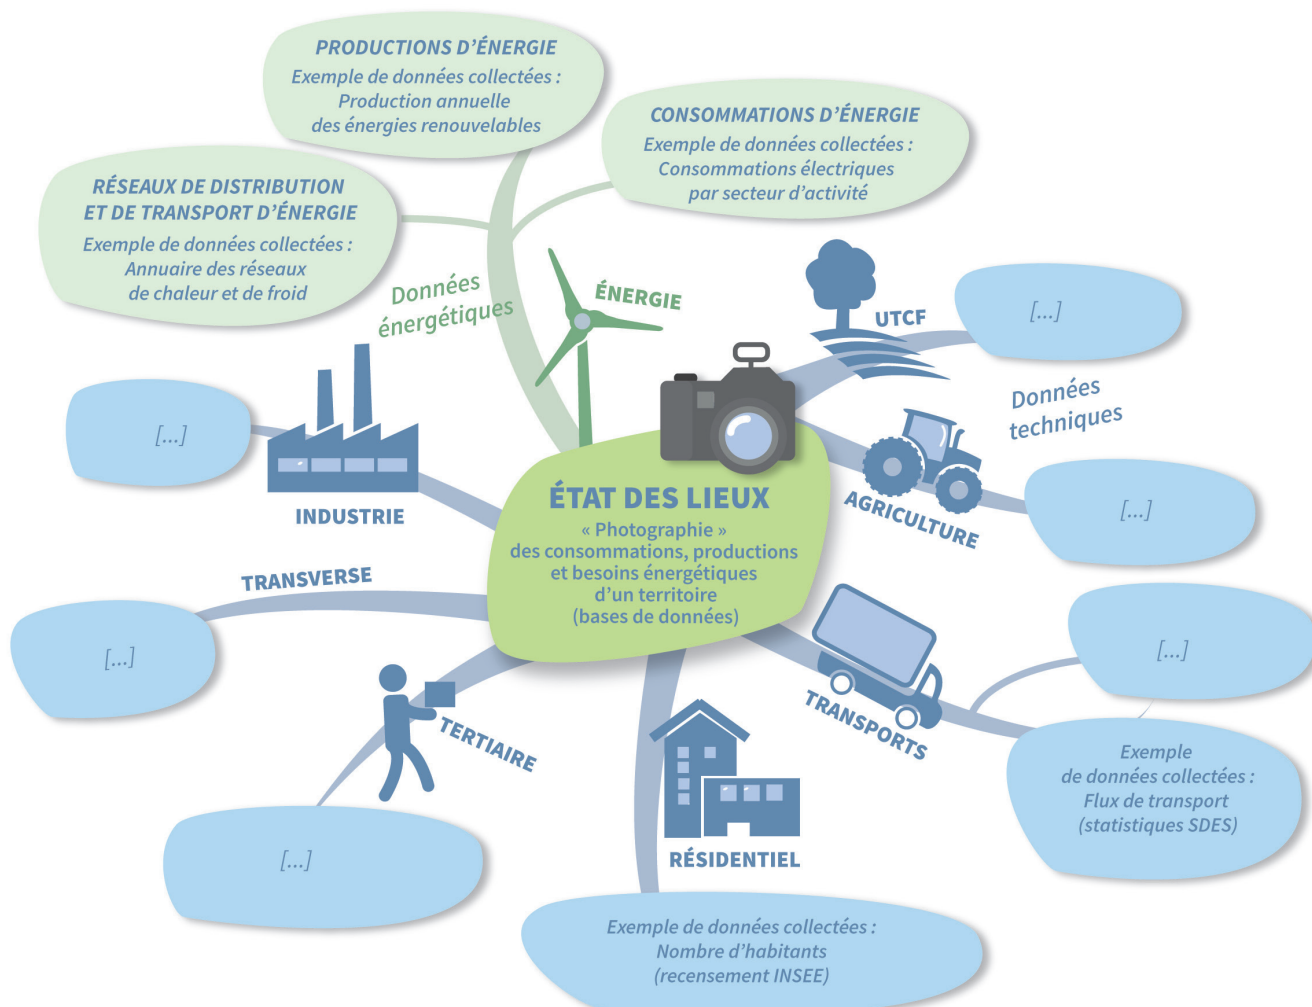 PRODUCTIONS D'ÉNERGIE
Exemple de données collectées :
Production annuelle
des énergies renouvelables
CONSOMMATIONS D'ÉNERGIE
Exemple de données collectées :
Consommations électriques
par secteur d'activité
RÉSEAUX DE DISTRIBUTION
ET DE TRANSPORT D'ÉNERGIE
Exemple de données collectées :
Annuaire des réseaux
de chaleur et de froid
Données
énergétiques
ÉNERGIE
UTCF
[...]
Données
techniques
[...]
INDUSTRIE
AGRICULTURE
[...]
ÉTAT DES LIEUX
« Photographie »
des consommations, productions
et besoins énergétiques
d'un territoire
(bases de données)
TRANSVERSE
[...]
[...]
TRANSPORTS
Exemple
de données collectées :
Flux de transport
(statistiques SDES)
TERTIAIRE
[...]
RÉSIDENTIEL
Exemple de données collectées :
Nombre d'habitants
(recensement INSEE)